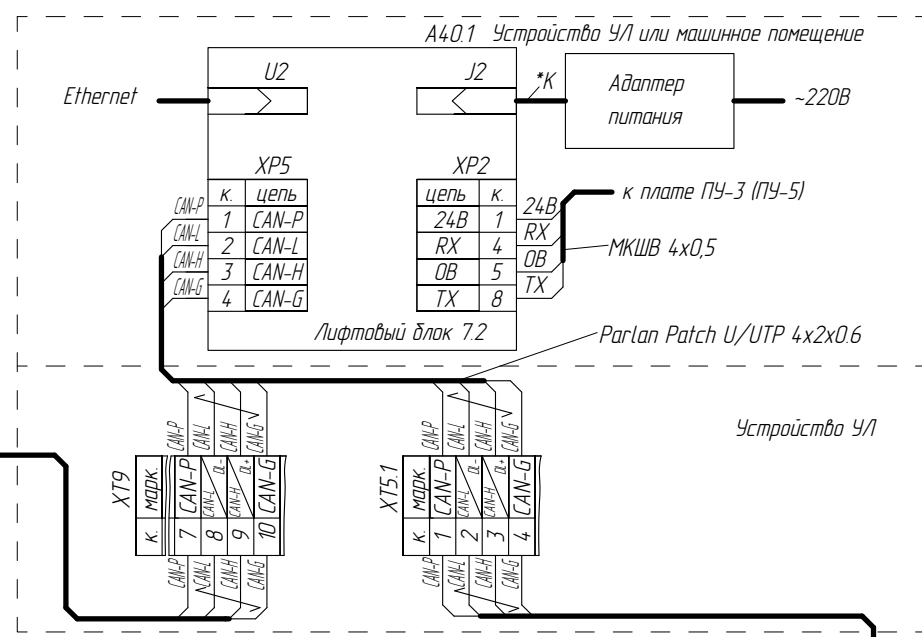 А40.1 Устройство УЛ или машинное помещение
U2
J2
*К
Адаптер
питания
Ethernet
~220В
XP5
XP2
к. цепь
цепь к.
1 CAN-P
24В 1
2 CAN-L
RX 4
3 CAN-H
0В 5
4 CAN-G
TX 8
CAN-P
CAN-L
CAN-H
CAN-G
24В
RX
0В
TX
к плате ПУ-3 (ПУ-5)
МКШВ 4х0,5
Лифтовый блок 7.2
Parlan Patch U/UTP 4x2x0.6
Устройство УЛ
CAN-P
CAN-L
CAN-H
CAN-G
CAN-P
CAN-L
CAN-H
CAN-G
XT9
марк. CAN-P CAN-L DL- CAN-H DL+ CAN-G
к. 7 8 9 10
XT5.1
марк. CAN-P CAN-L DL- CAN-H DL+ CAN-G
к. 1 2 3 4
CAN-P
CAN-L
CAN-H
CAN-G
CAN-P
CAN-L
CAN-H
CAN-G